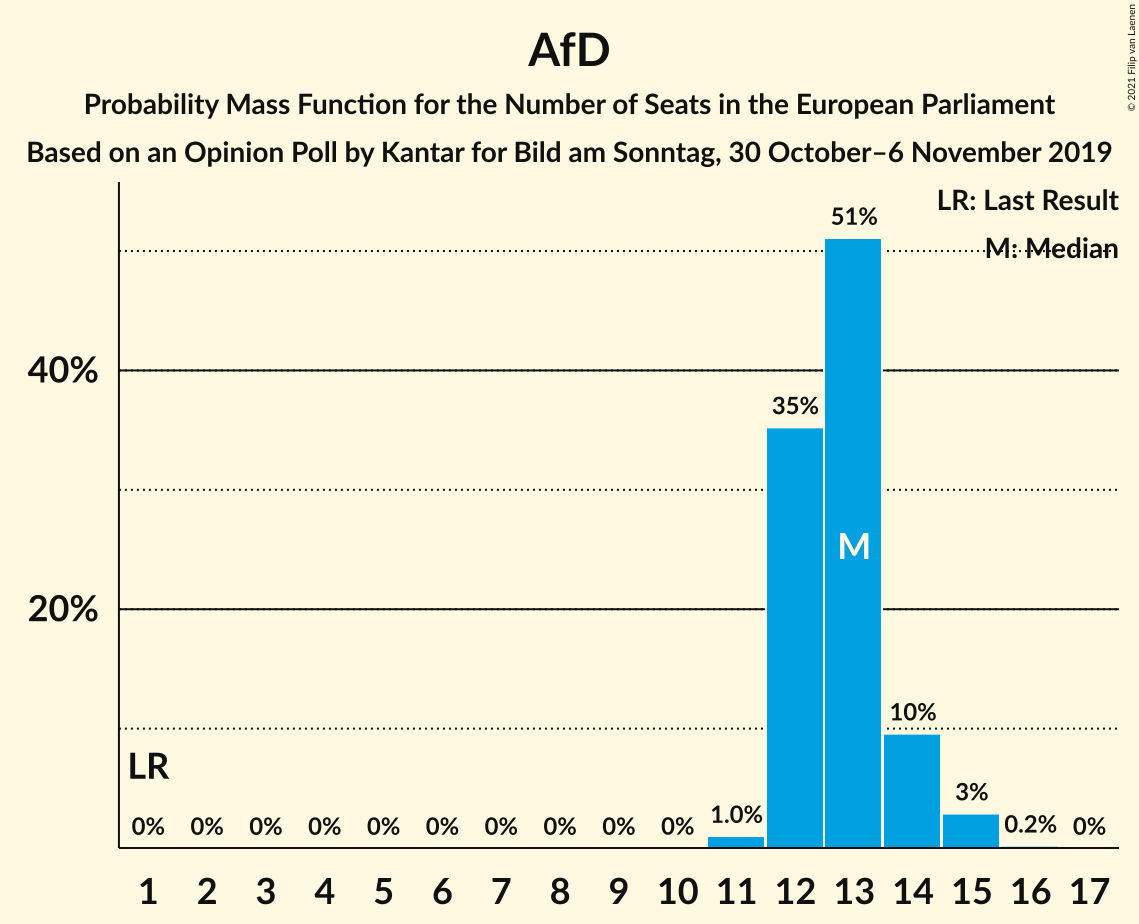 AfD
Probability Mass Function for the Number of Seats in the European Parliament
Based on an Opinion Poll by Kantar for Bild am Sonntag, 30 October–6 November 2019
© 2021 Filip van Laenen
LR: Last Result
M: Median
51%
40%
35%
M
20%
10%
LR
3%
0% 0% 0% 0% 0% 0% 0% 0% 0% 0% 1.0% 0.2% 0%
1 2 3 4 5 6 7 8 9 10 11 12 13 14 15 16 17